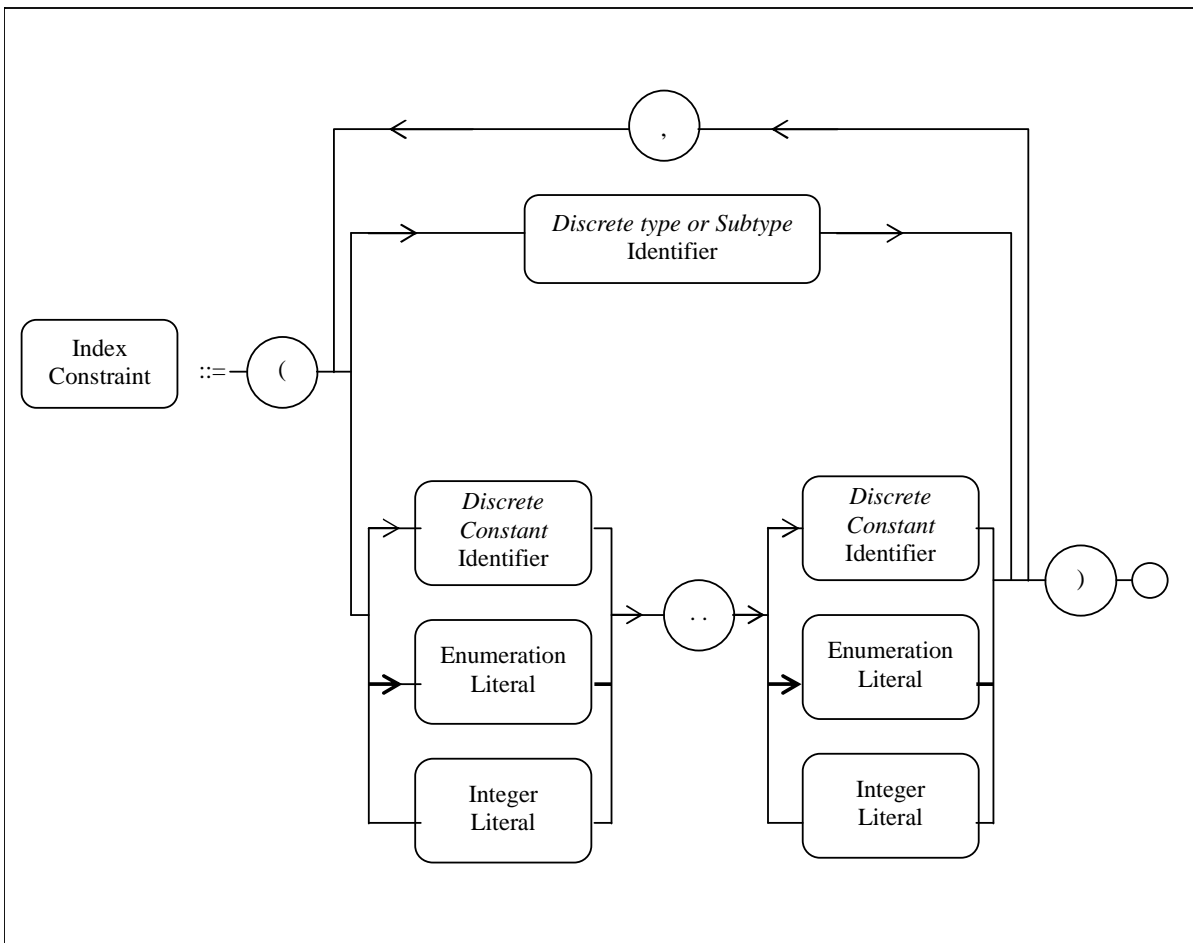 ,
Discrete type or Subtype
Identifier
Index
Constraint
::=
(
Discrete
Constant
Identifier
Discrete
Constant
Identifier
. .
)
Enumeration
Literal
Enumeration
Literal
Integer
Literal
Integer
Literal